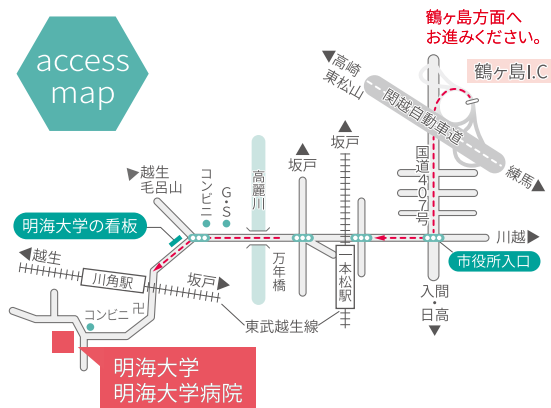 access
map
鶴ヶ島方面へ
お進みください。
鶴ヶ島I.C
高崎
東松山
関越自動車道
練馬
坂戸
坂戸
国道407号
越生
毛呂山
コンビニ
G・S
高麗川
明海大学の看板
川越
市役所入口
万年橋
一本松駅
越生
川角駅
坂戸
入間
・
日高
コンビニ
卍
東武越生線
明海大学
明海大学病院